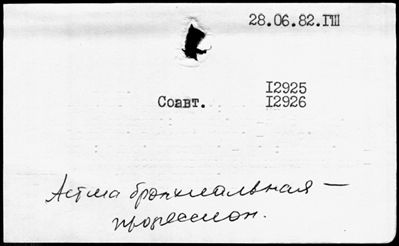 28.06.82.ГШ
I2925
Соавт. I2926
Астма бронхиальная —
профессион.